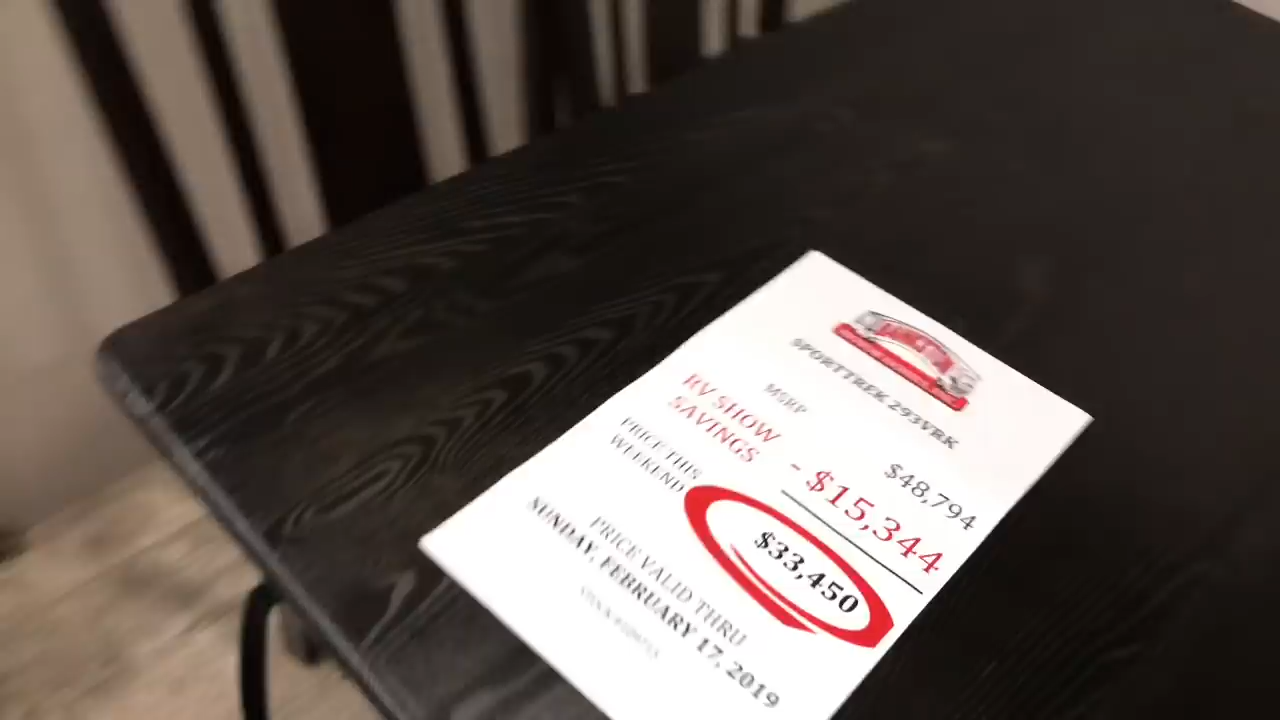 SPORTTREK 293VBK
MSRP
$48,794
RV SHOW
SAVINGS
- $15,344
PRICE THIS
WEEKEND
$33,450
PRICE VALID THRU
SUNDAY, FEBRUARY 17, 2019